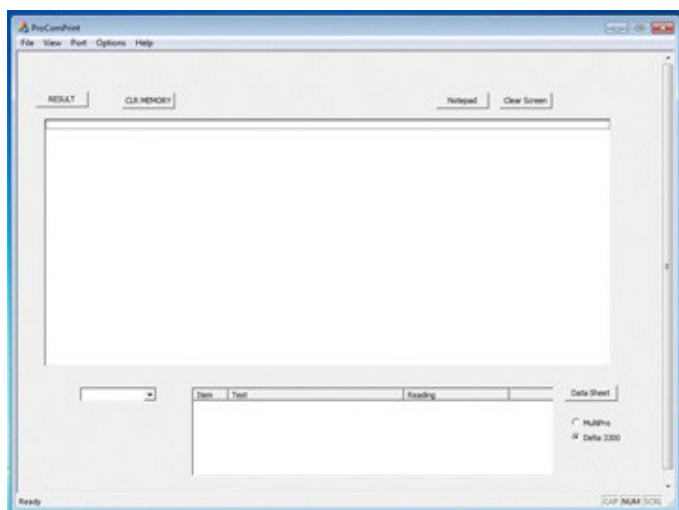 ProComPrint
File View Port Options Help
RESULT CLR MEMORY Notepad Clear Screen
Item Test Reading Data Sheet
MultiPro
Delta 3300
Ready CAP NUM SCRL